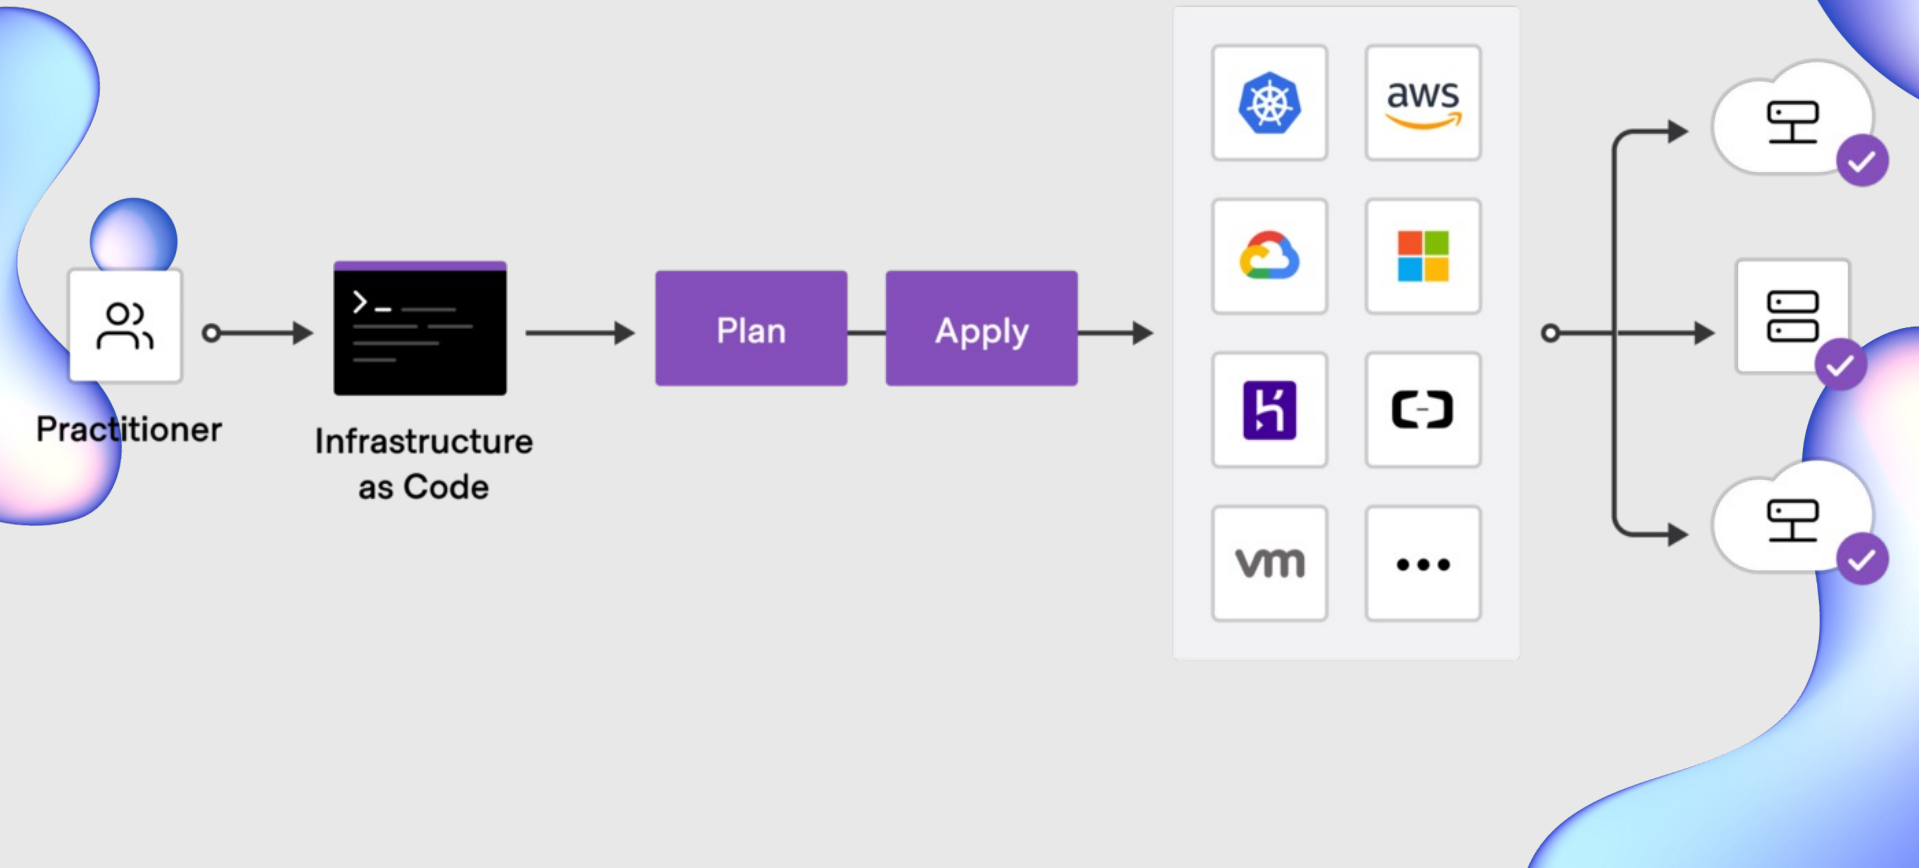 Practitioner
Infrastructure
as Code
Plan
Apply
aws
vm